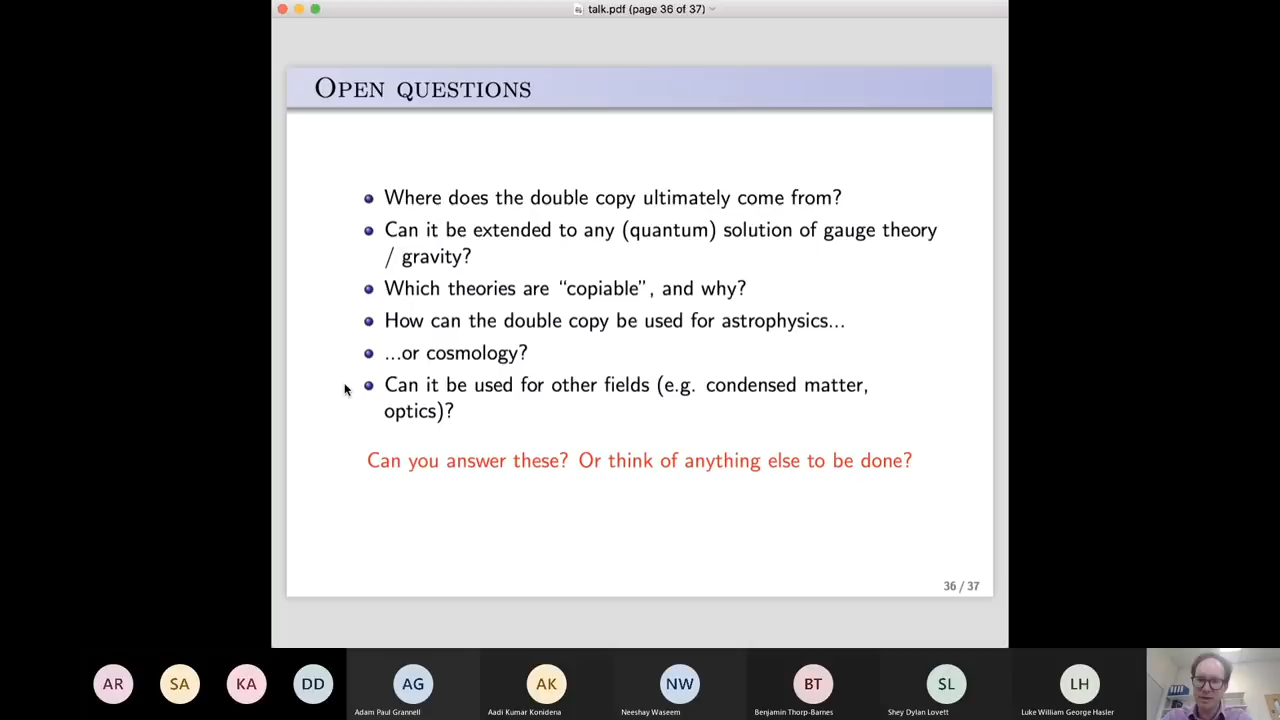 talk.pdf (page 36 of 37)
Open questions
Where does the double copy ultimately come from?
Can it be extended to any (quantum) solution of gauge theory
/ gravity?
Which theories are “copiable”, and why?
How can the double copy be used for astrophysics...
...or cosmology?
Can it be used for other fields (e.g. condensed matter,
optics)?
Can you answer these? Or think of anything else to be done?
36 / 37
AR SA KA DD AG AK NW BT SL LH
Adam Paul Grannell Aadi Kumar Konidena Neeshay Waseem Benjamin Thorp-Barnes Shey Dylan Lovett Luke William George Hasler